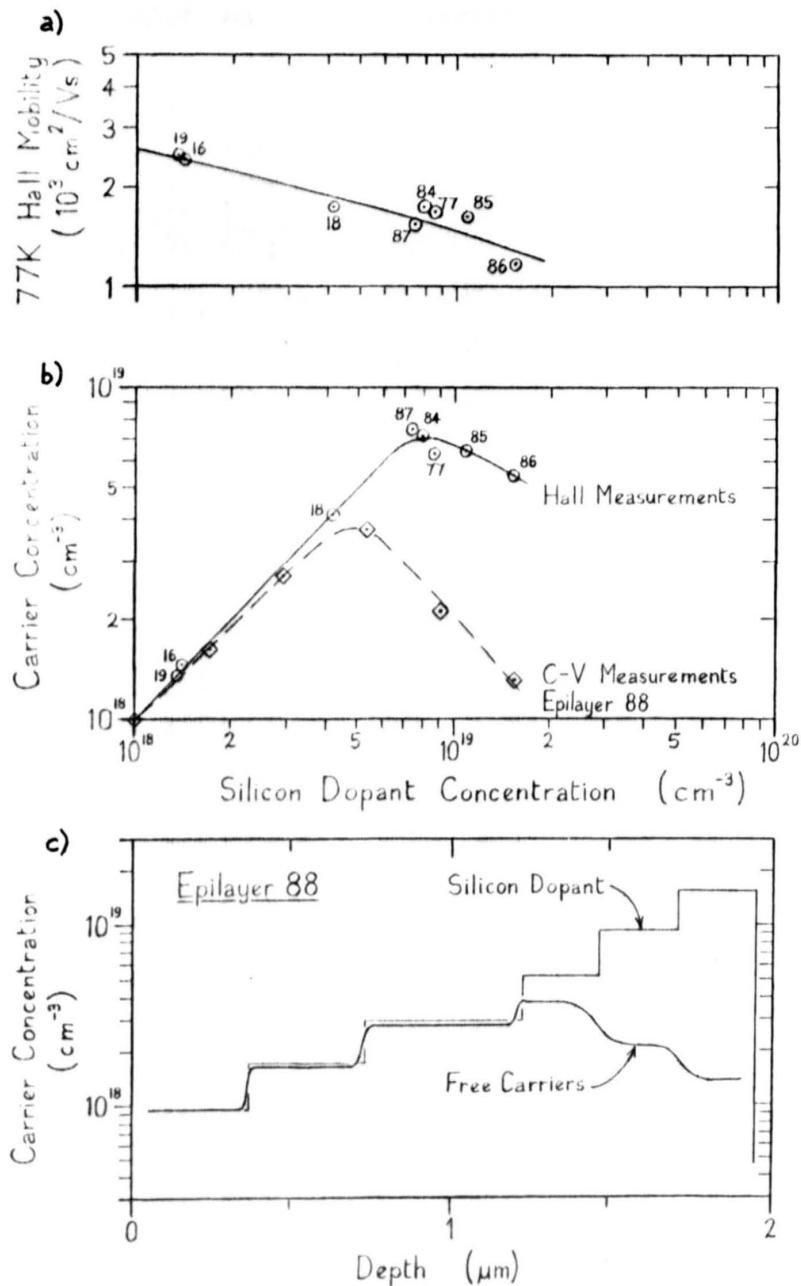 a)
77K Hall Mobility
(10³ cm²/Vs)
5
4
3
2
1
19
16
18
84
77
85
87
86
b)
Carrier Concentration
(cm⁻³)
10¹⁹
5
2
10¹⁸
87
84
77
85
86
18
16
19
Hall Measurements
C-V Measurements
Epilayer 88
10¹⁸
2
5
10¹⁹
2
5
10²⁰
Silicon Dopant Concentration (cm⁻³)
c)
Carrier Concentration
(cm⁻³)
10¹⁹
10¹⁸
Epilayer 88
Silicon Dopant
Free Carriers
0
1
2
Depth (µm)